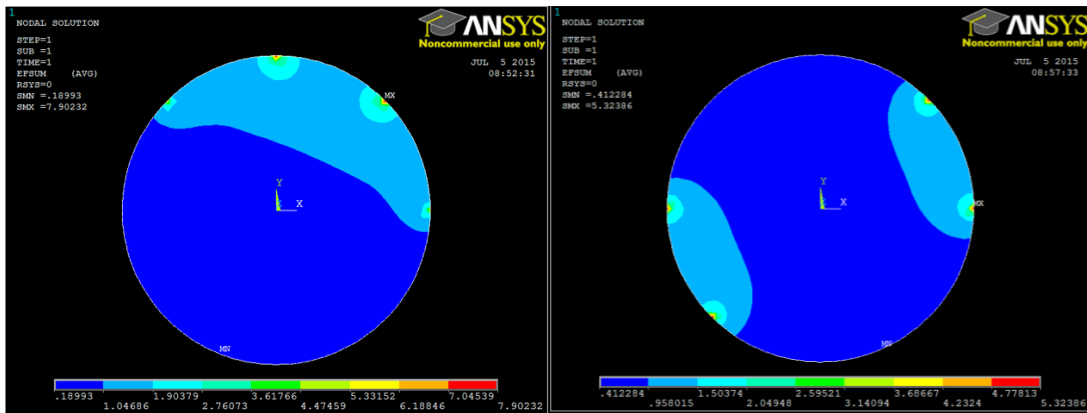 1
NODAL SOLUTION
STEP=1
SUB =1
TIME=1
EFSUM    (AVG)
RSYS=0
SMN =.18993
SMX =7.90232
ANSYS
Noncommercial use only
JUL  5 2015
08:52:31
MX
Y
Z X
MN
.18993 1.90379 3.61766 5.33152 7.04539
1.04686 2.76073 4.47459 6.18846 7.90232
1
NODAL SOLUTION
STEP=1
SUB =1
TIME=1
EFSUM    (AVG)
RSYS=0
SMN =.412284
SMX =5.32386
ANSYS
Noncommercial use only
JUL  5 2015
08:57:33
Y
Z X
MX
MN
.412284 1.50374 2.59521 3.68667 4.77813
.958015 2.04948 3.14094 4.2324 5.32386